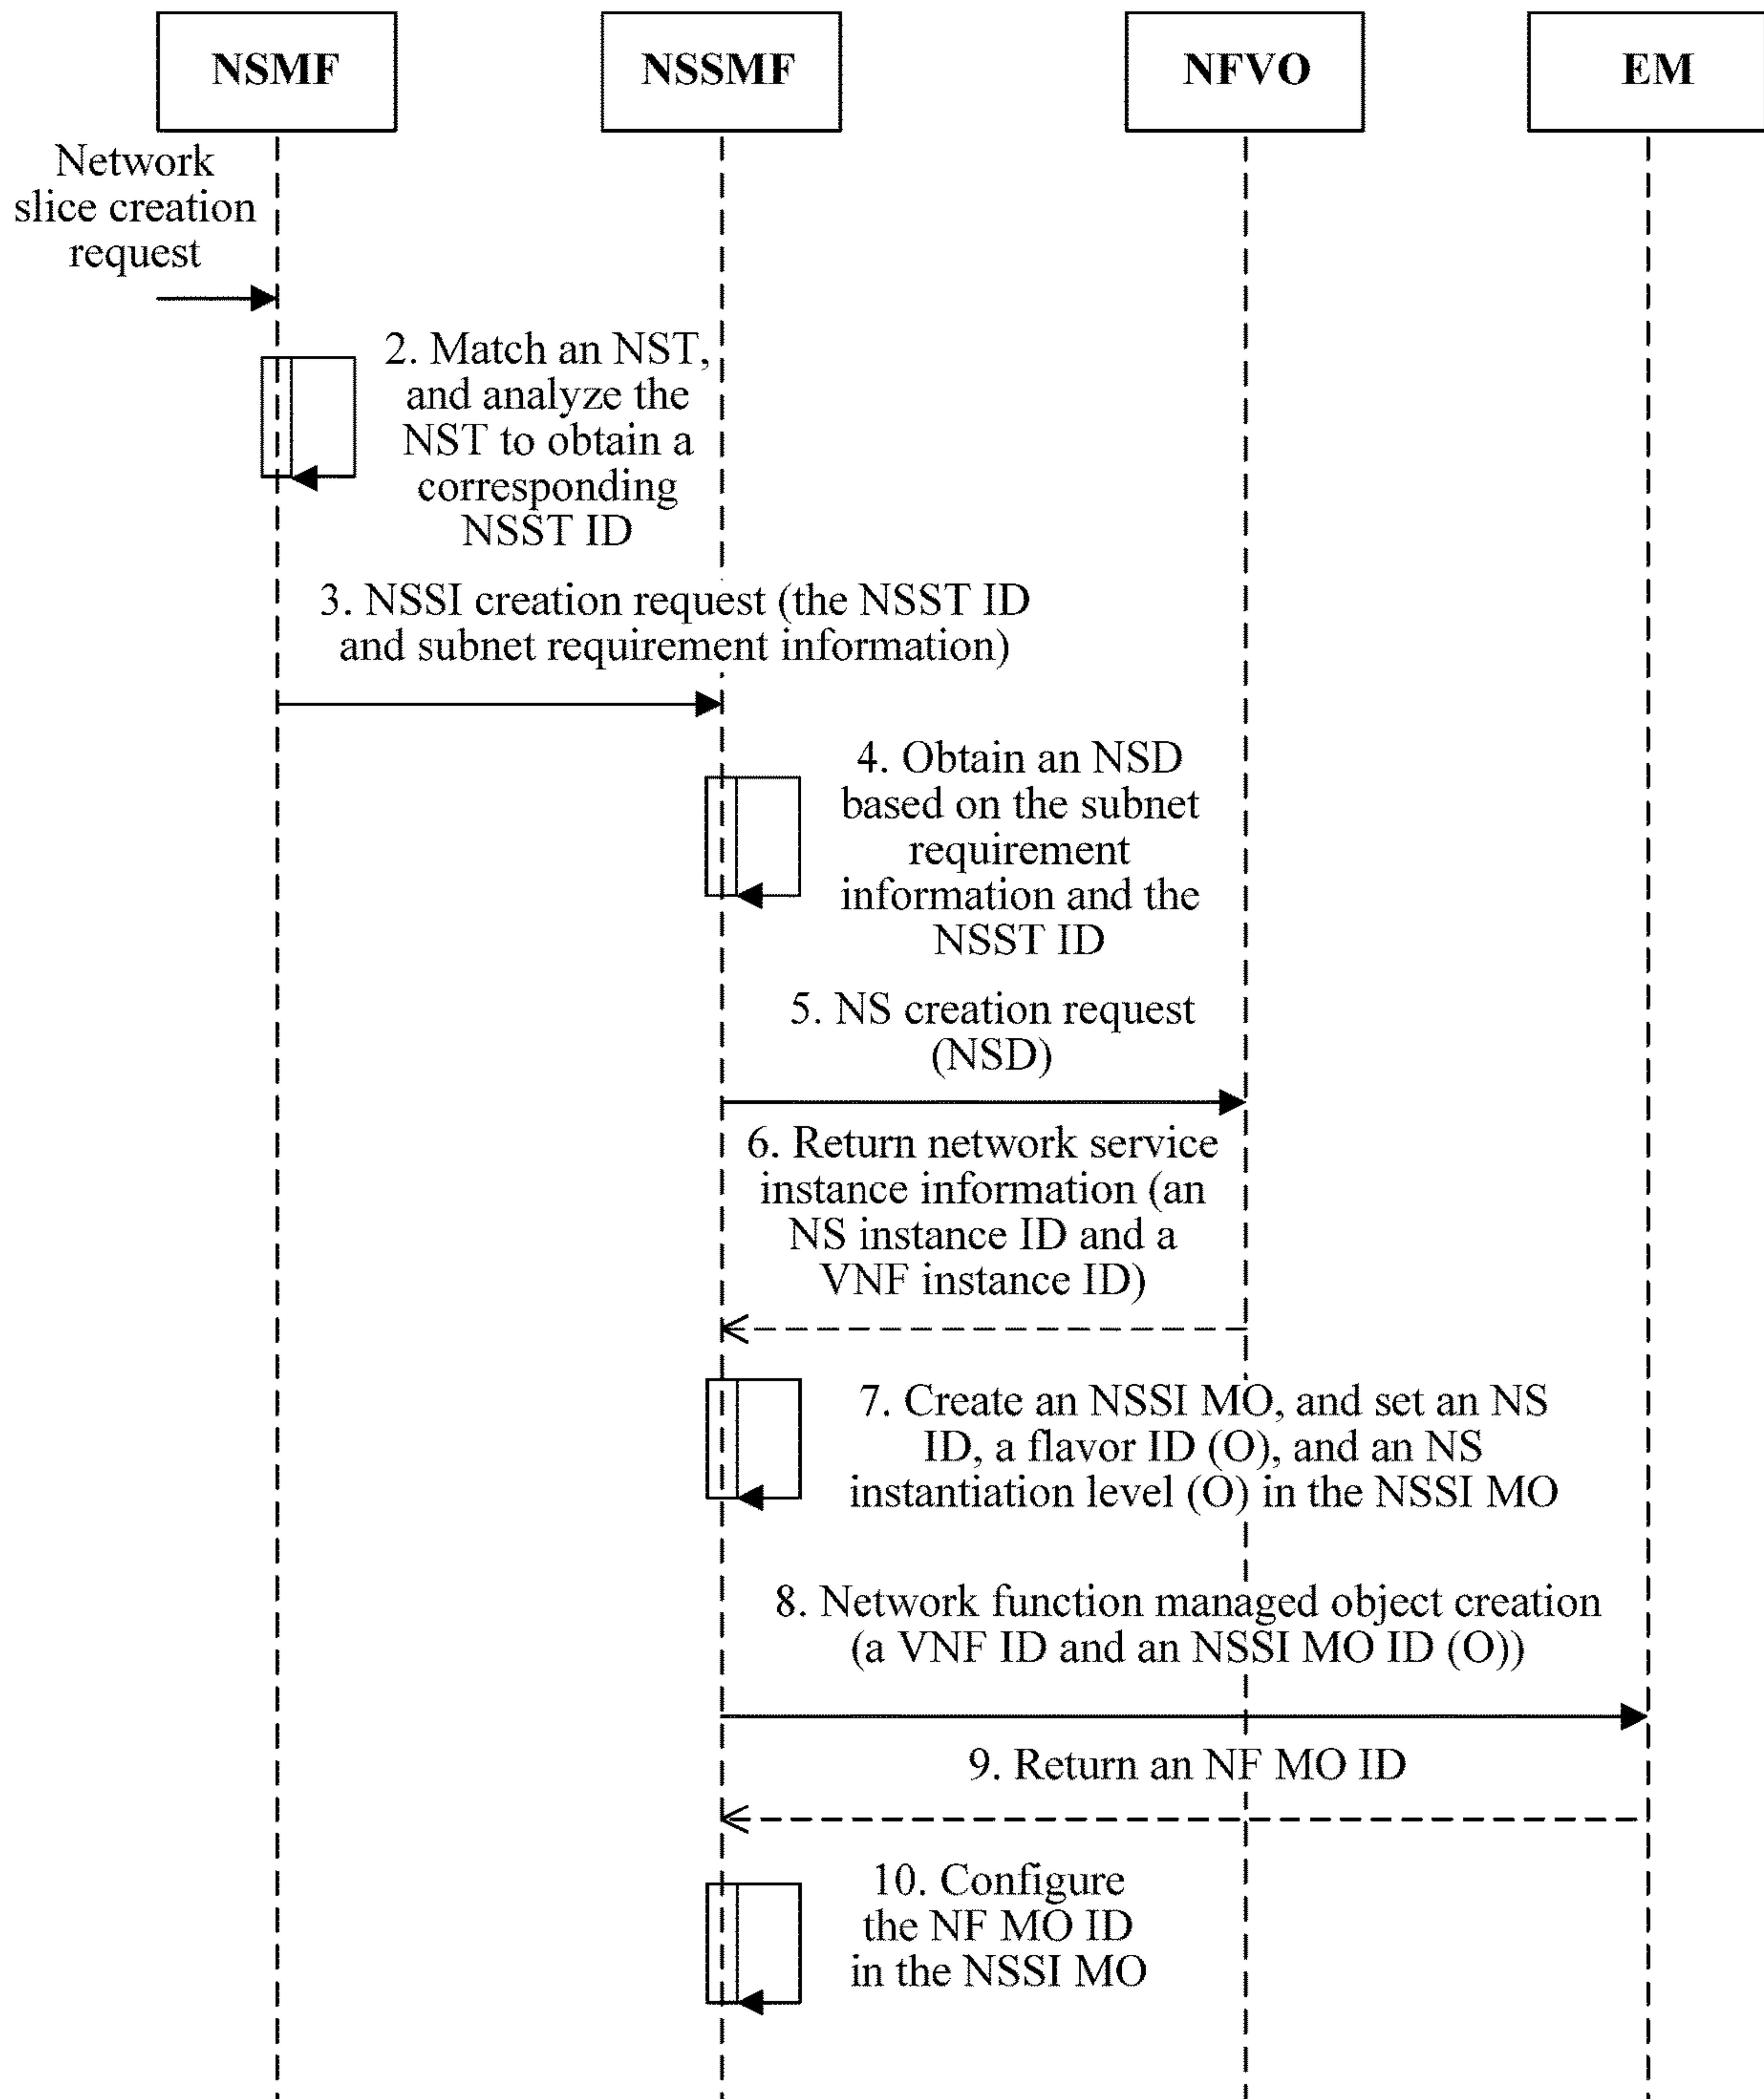 NSMF
NSSMF
NFVO
EM
Network
slice creation
request
2. Match an NST,
and analyze the
NST to obtain a
corresponding
NSST ID
3. NSSI creation request (the NSST ID
and subnet requirement information)
4. Obtain an NSD
based on the subnet
requirement
information and the
NSST ID
5. NS creation request
(NSD)
6. Return network service
instance information (an
NS instance ID and a
VNF instance ID)
7. Create an NSSI MO, and set an NS
ID, a flavor ID (O), and an NS
instantiation level (O) in the NSSI MO
8. Network function managed object creation
(a VNF ID and an NSSI MO ID (O))
9. Return an NF MO ID
10. Configure
the NF MO ID
in the NSSI MO